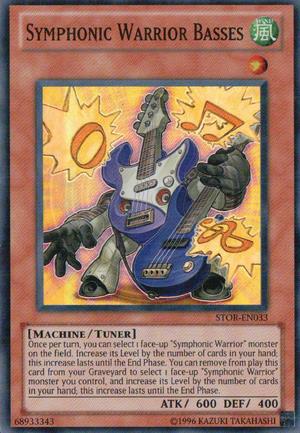 SYMPHONIC WARRIOR BASSES
風
STOR-EN033
[MACHINE / TUNER]
Once per turn, you can select 1 face-up "Symphonic Warrior" monster
on the field. Increase its Level by the number of cards in your hand;
this increase lasts until the End Phase. You can remove from play this
card from your Graveyard to select 1 face-up "Symphonic Warrior"
monster you control, and increase its Level by the number of cards
in your hand; this increase lasts until the End Phase.
ATK/ 600 DEF/ 400
68933343
©1996 KAZUKI TAKAHASHI